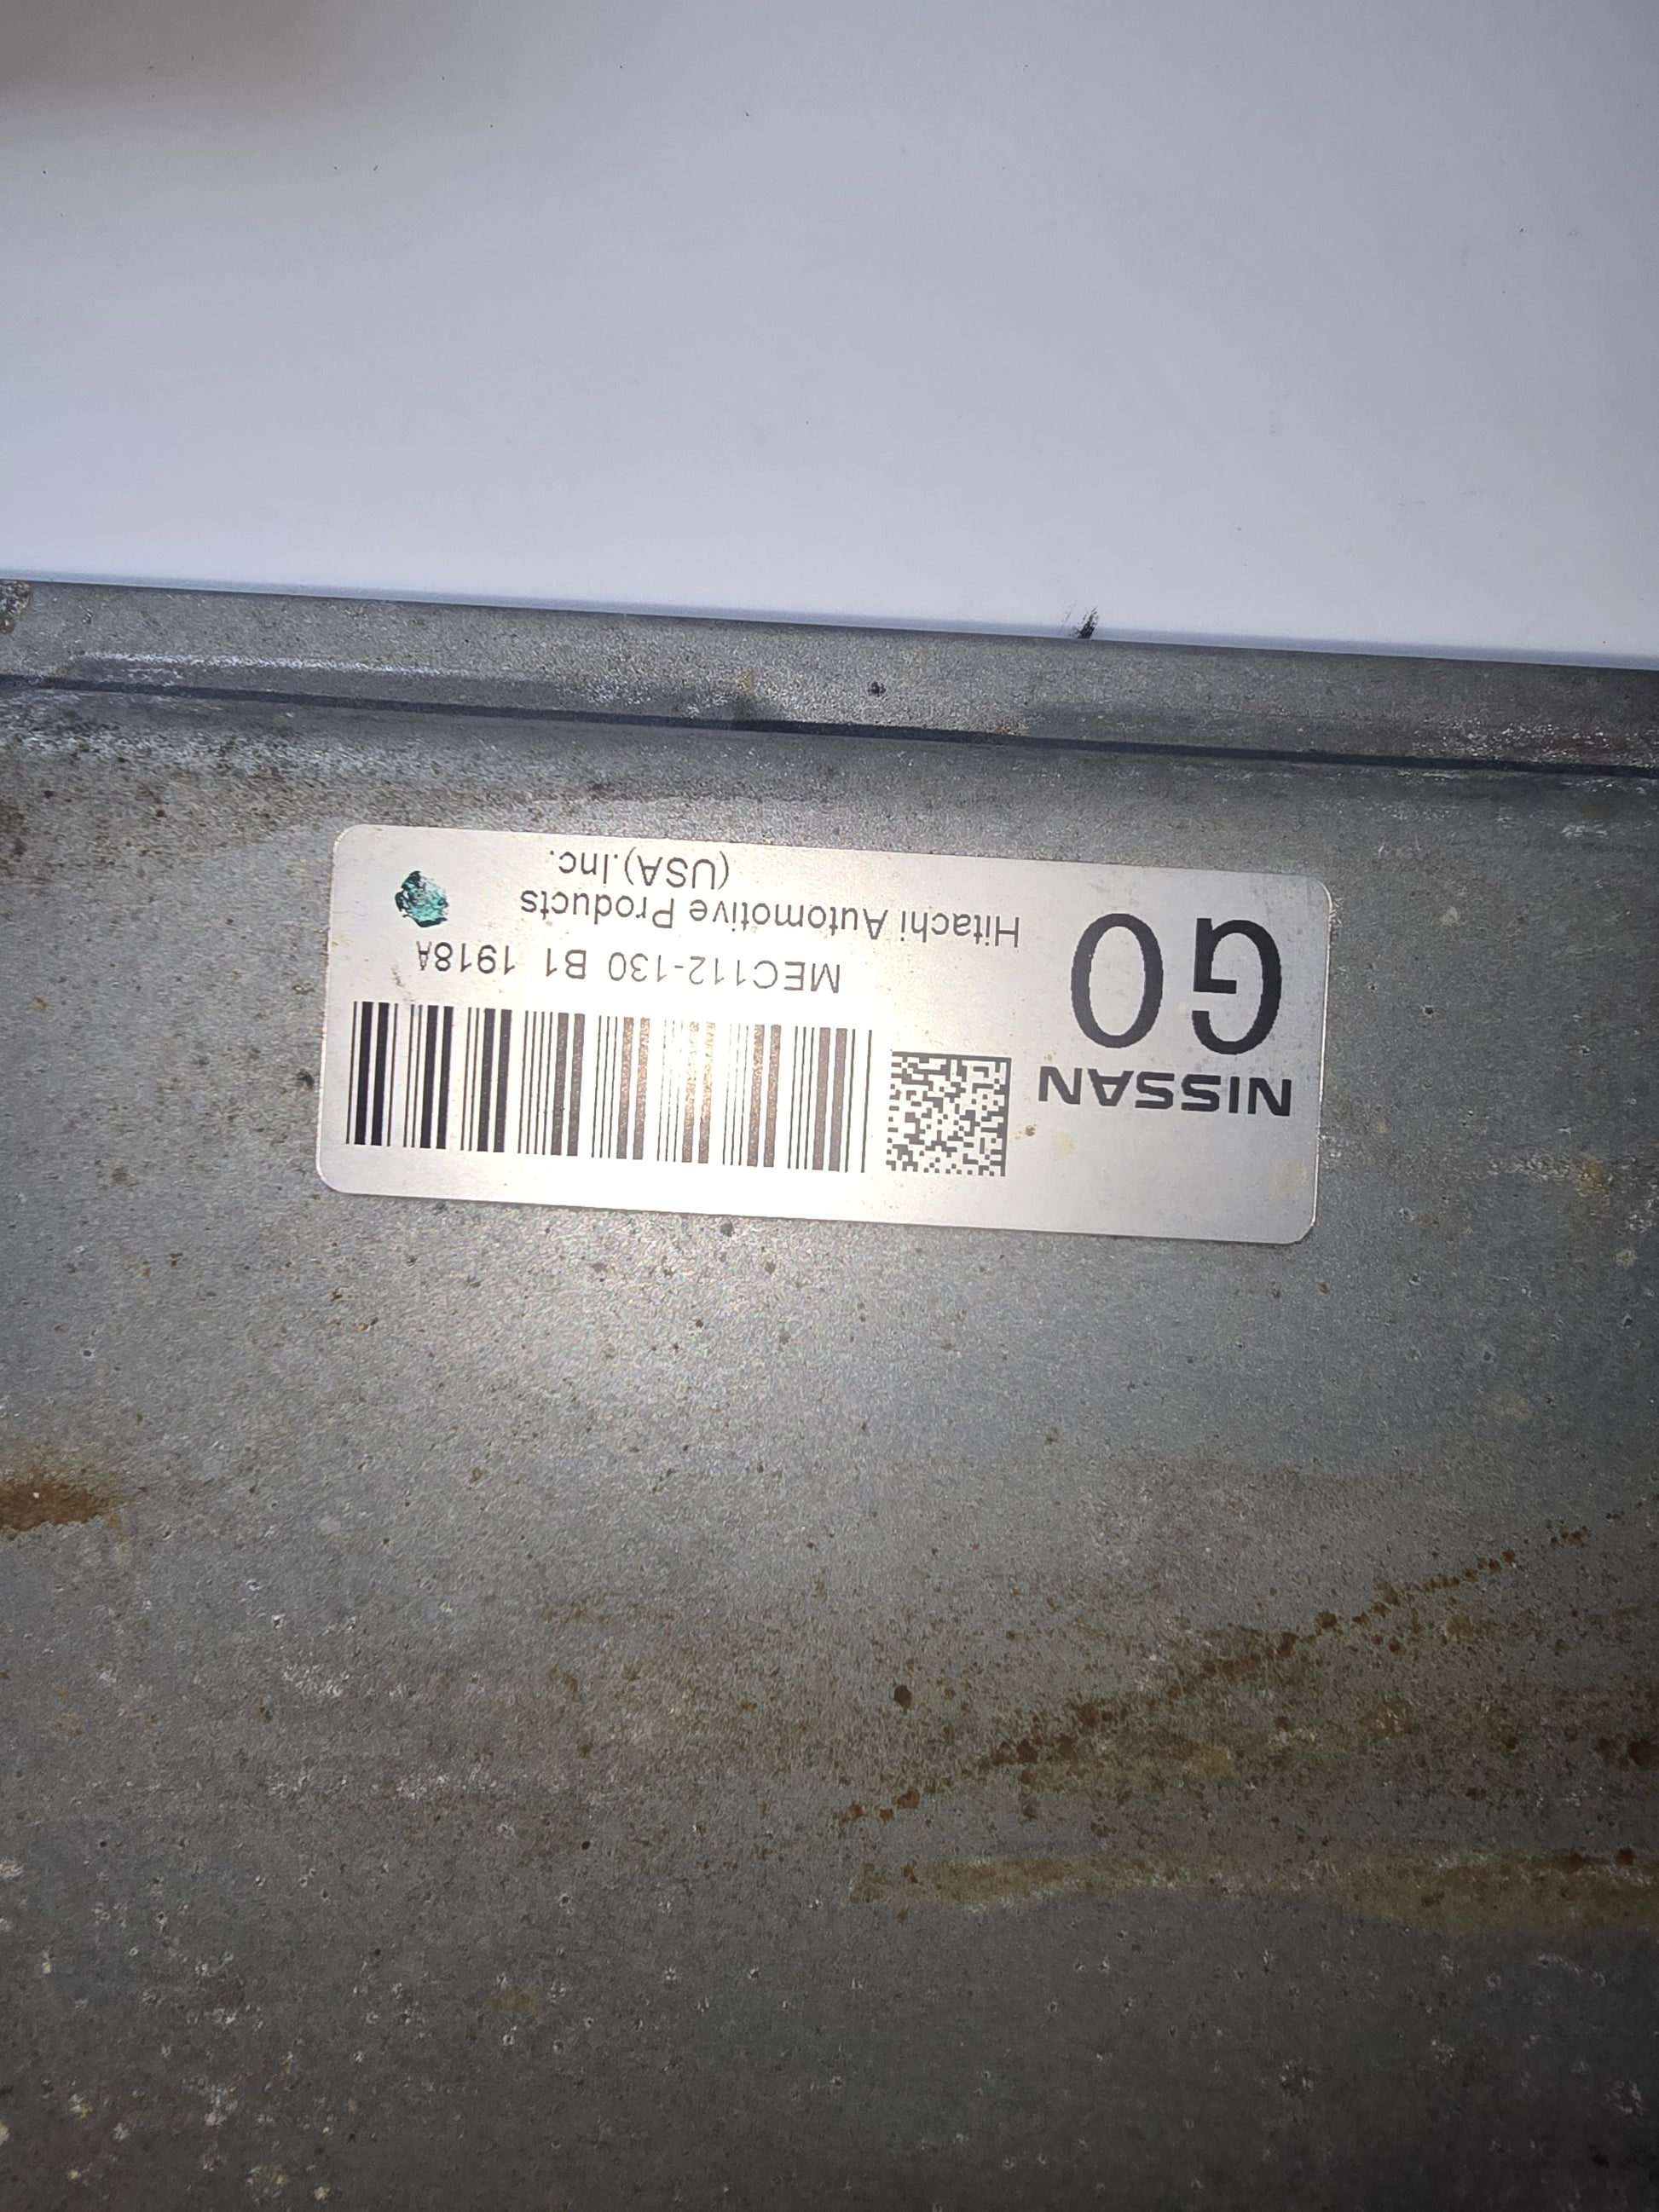 NISSAN
G0
MEC112-130 B1 1918A
Hitachi Automotive Products
(USA).Inc.